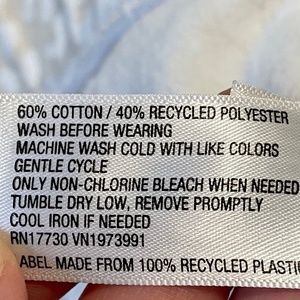 60% COTTON / 40% RECYCLED POLYESTER
WASH BEFORE WEARING
MACHINE WASH COLD WITH LIKE COLORS
GENTLE CYCLE
ONLY NON-CHLORINE BLEACH WHEN NEEDED
TUMBLE DRY LOW, REMOVE PROMPTLY
COOL IRON IF NEEDED
RN17730 VN1973991
ABEL MADE FROM 100% RECYCLED PLASTI